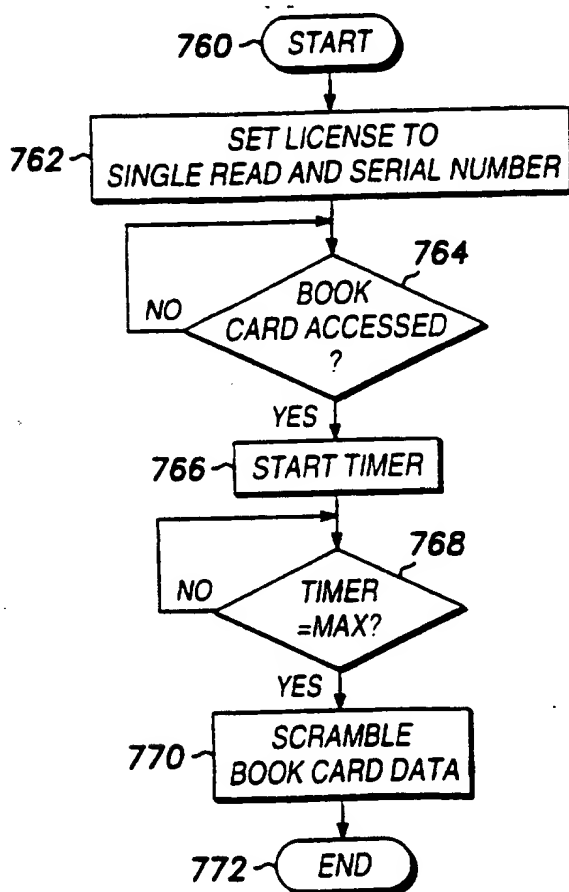 760
START
762
SET LICENSE TO
SINGLE READ AND SERIAL NUMBER
764
NO
BOOK
CARD ACCESSED
?
YES
766
START TIMER
768
NO
TIMER
=MAX?
YES
770
SCRAMBLE
BOOK CARD DATA
772
END